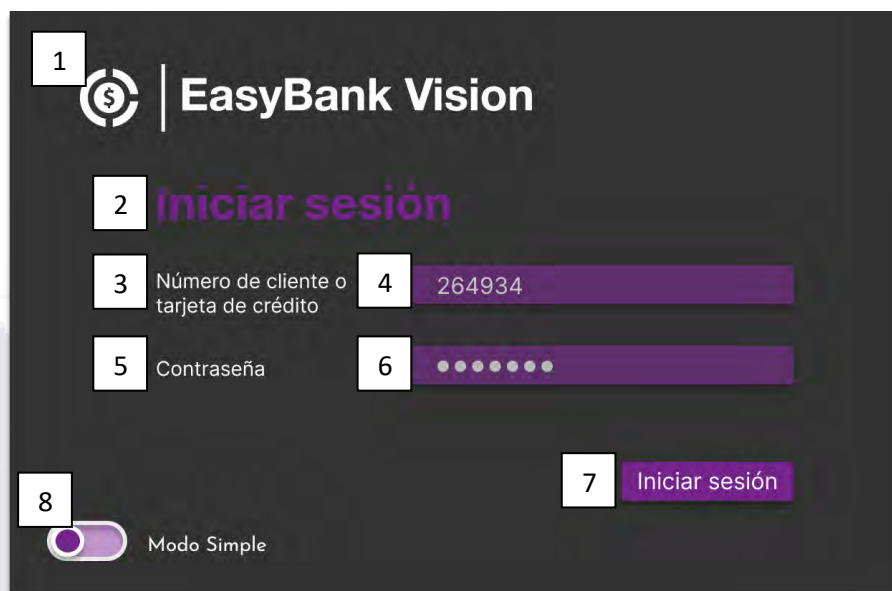 1
$
EasyBank Vision
2
Iniciar sesión
3
Número de cliente o
tarjeta de crédito
4
264934
5
Contraseña
6
●●●●●●●
7
Iniciar sesión
8
Modo Simple